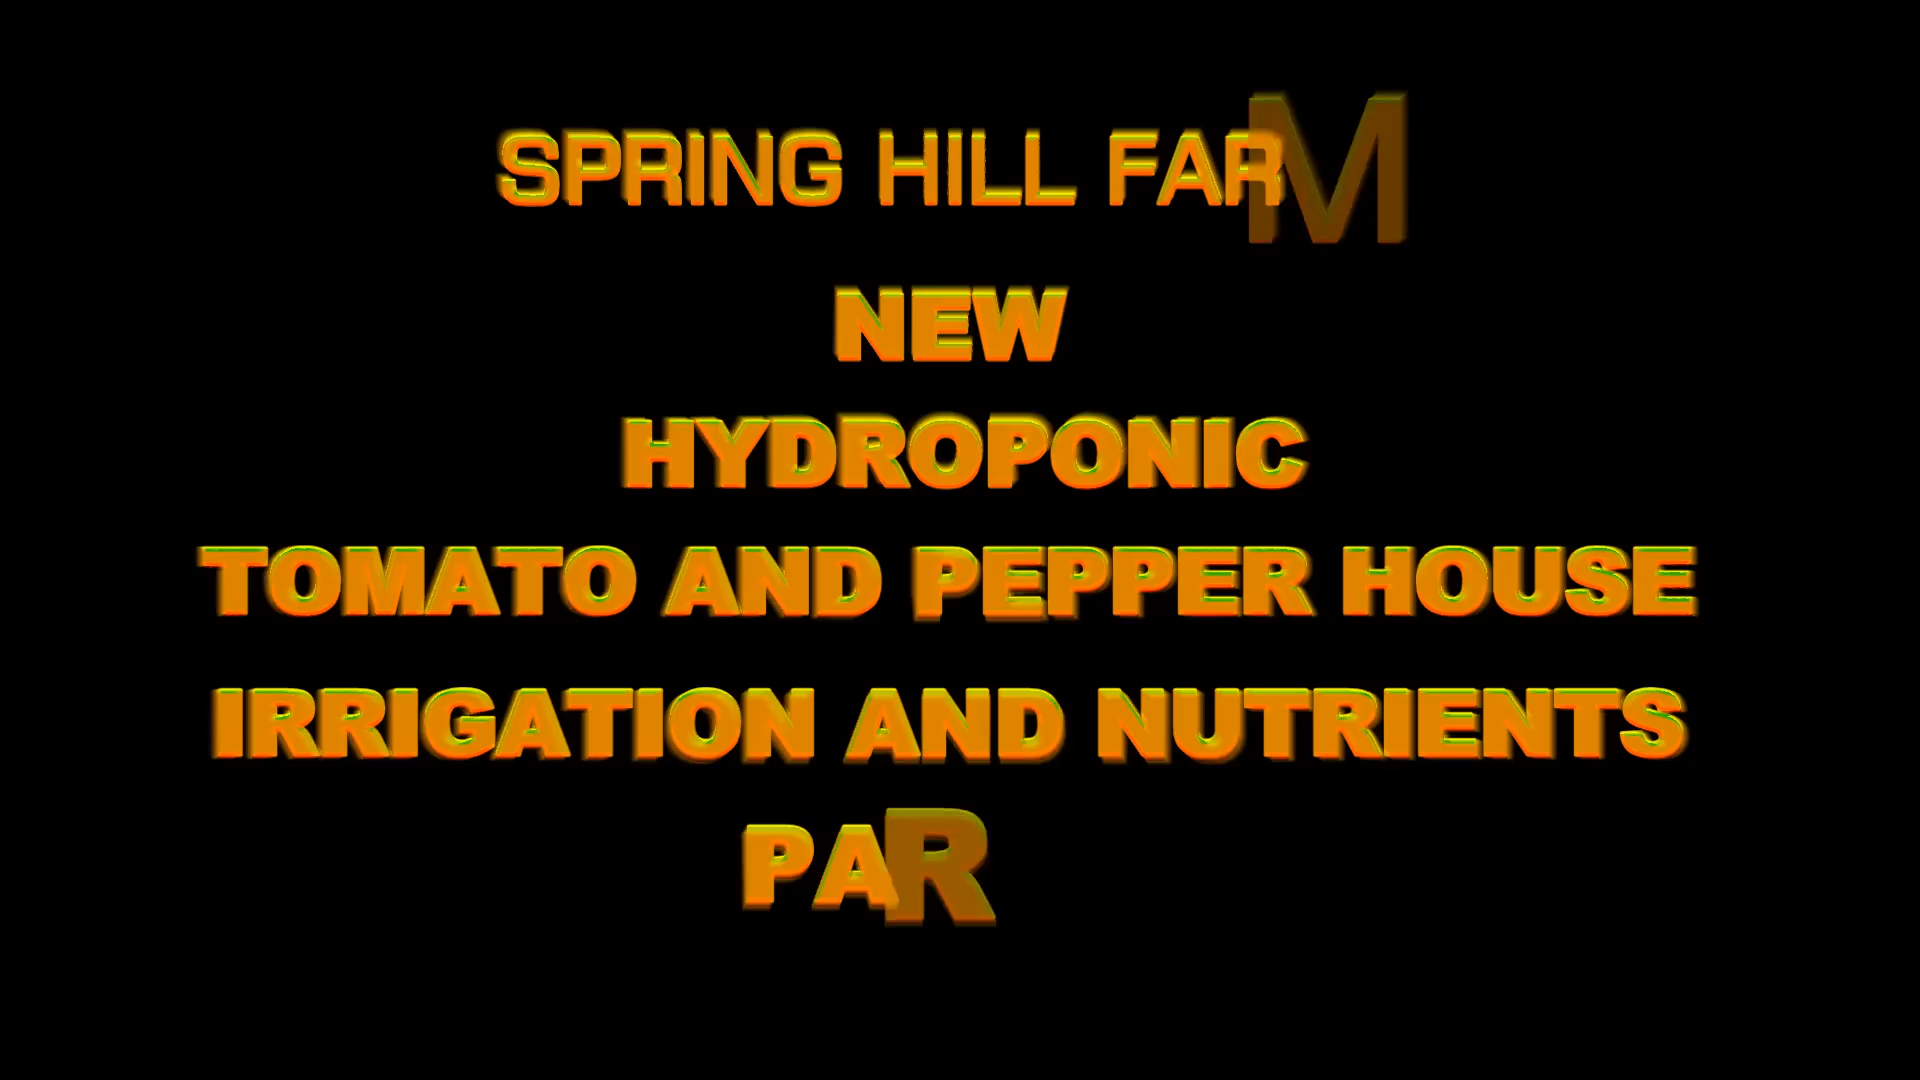 SPRING HILL FARM
NEW
HYDROPONIC
TOMATO AND PEPPER HOUSE
IRRIGATION AND NUTRIENTS
PAR